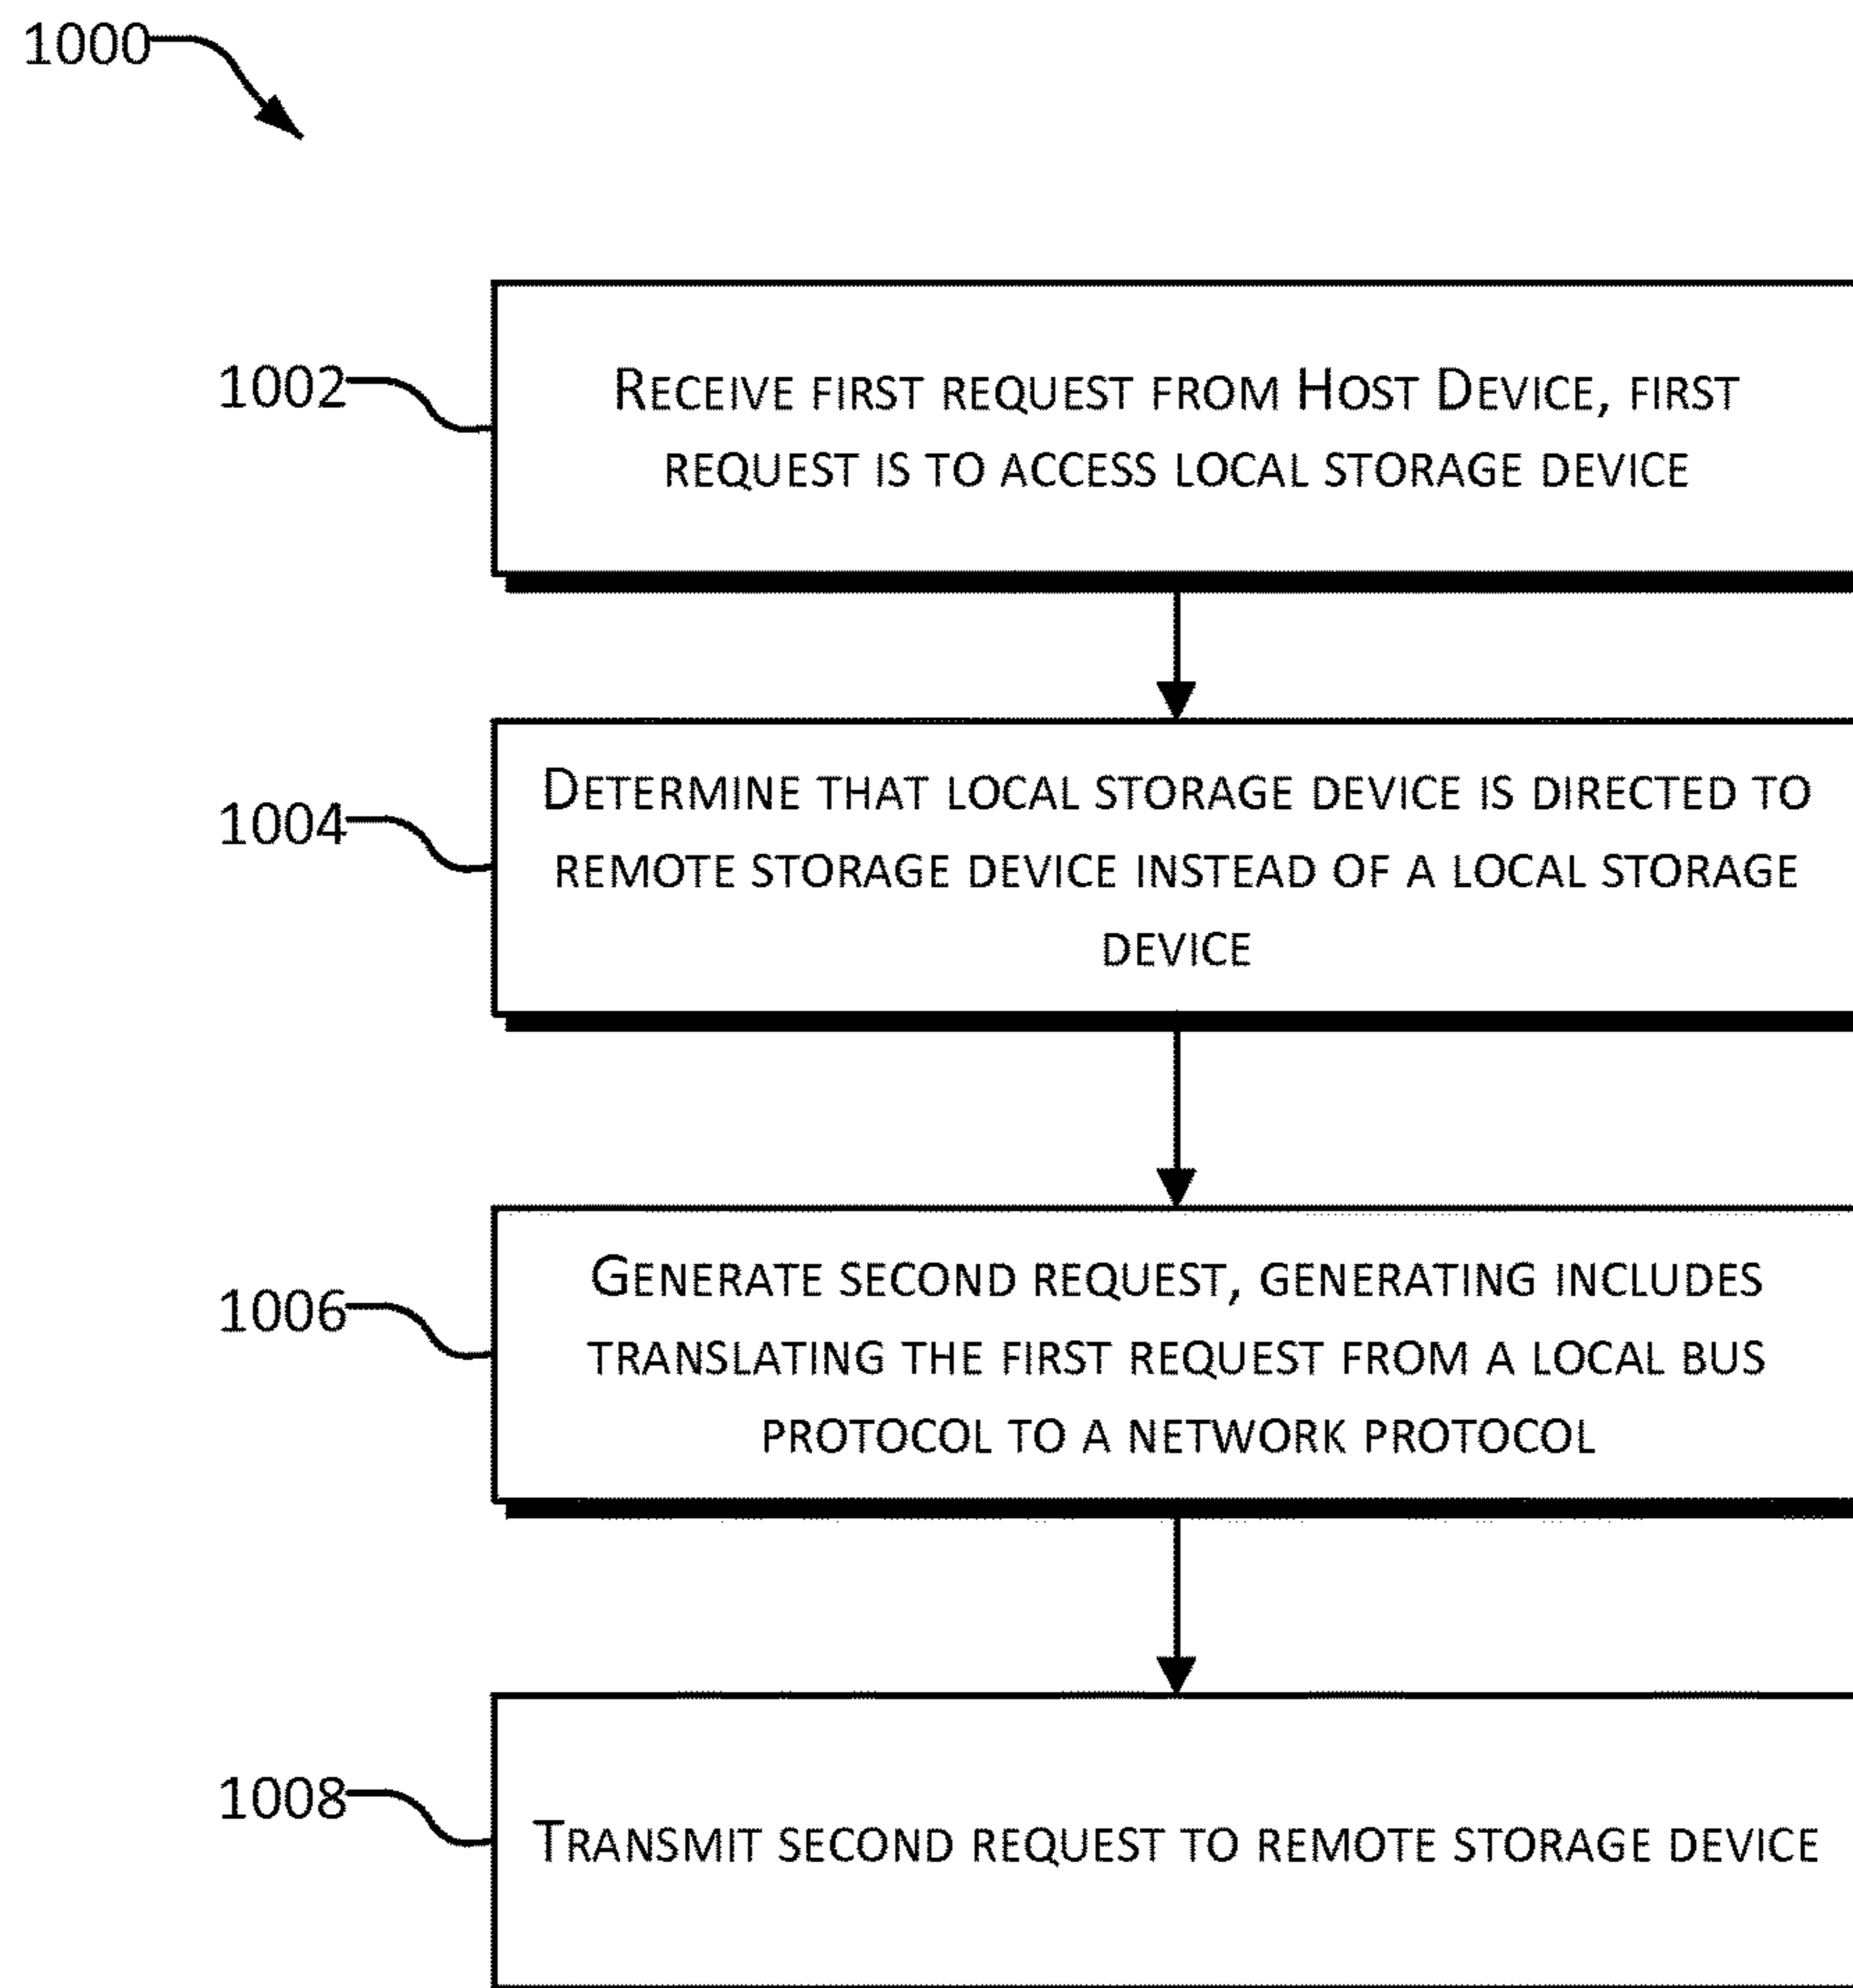 1000
1002
RECEIVE FIRST REQUEST FROM HOST DEVICE, FIRST
REQUEST IS TO ACCESS LOCAL STORAGE DEVICE
1004
DETERMINE THAT LOCAL STORAGE DEVICE IS DIRECTED TO
REMOTE STORAGE DEVICE INSTEAD OF A LOCAL STORAGE
DEVICE
1006
GENERATE SECOND REQUEST, GENERATING INCLUDES
TRANSLATING THE FIRST REQUEST FROM A LOCAL BUS
PROTOCOL TO A NETWORK PROTOCOL
1008
TRANSMIT SECOND REQUEST TO REMOTE STORAGE DEVICE